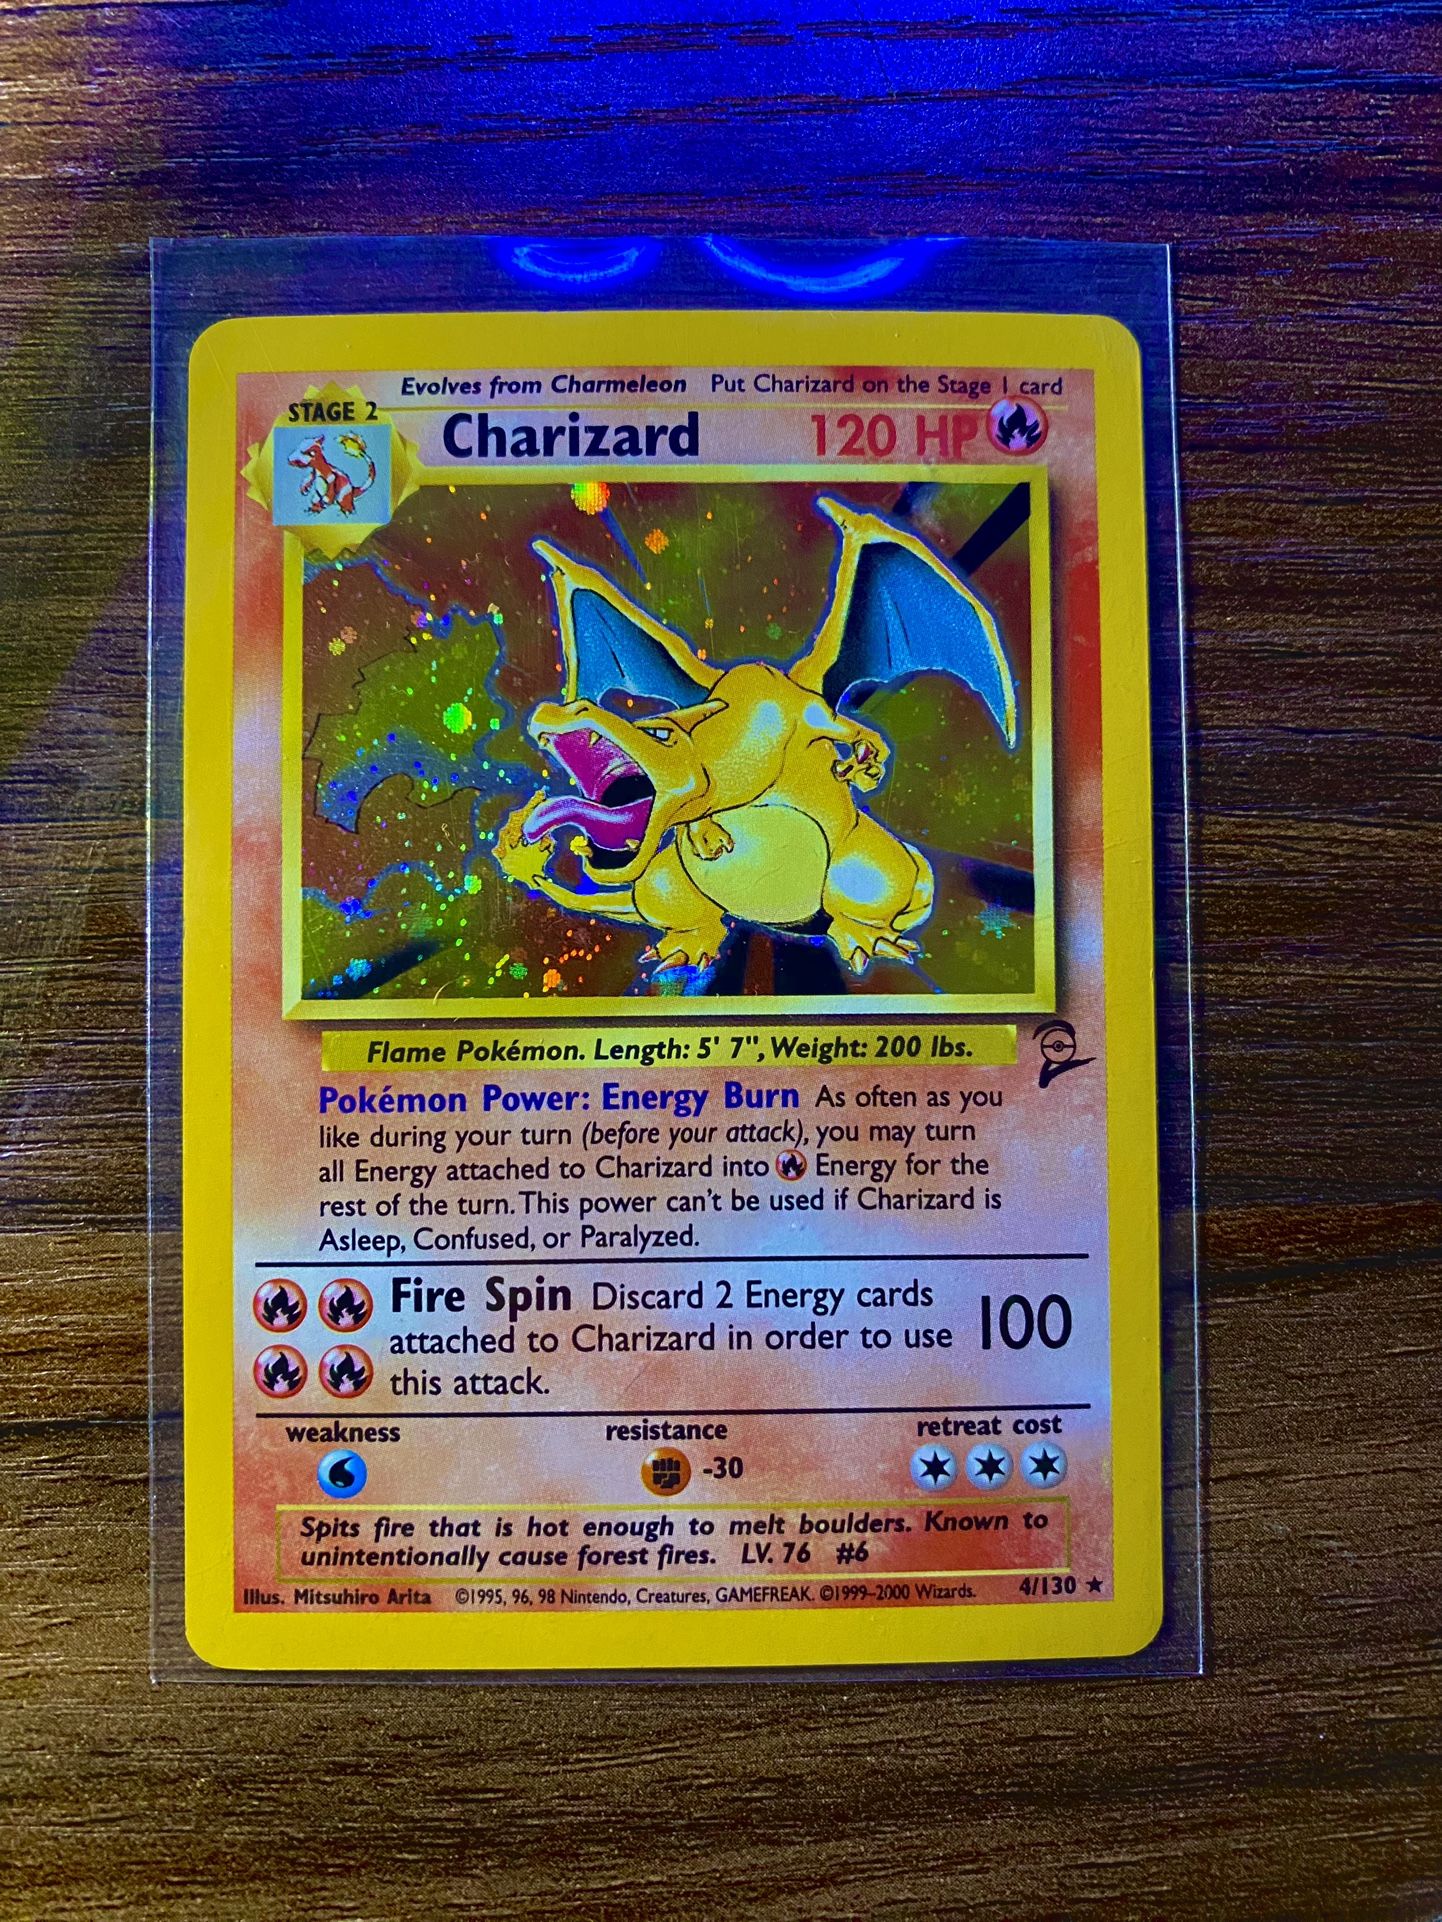 Evolves from Charmeleon Put Charizard on the Stage 1 card
STAGE 2
Charizard 120 HP
Flame Pokémon. Length: 5' 7", Weight: 200 lbs.
Pokémon Power: Energy Burn As often as you
like during your turn (before your attack), you may turn
all Energy attached to Charizard into Energy for the
rest of the turn. This power can't be used if Charizard is
Asleep, Confused, or Paralyzed.
Fire Spin Discard 2 Energy cards
attached to Charizard in order to use
this attack.
100
weakness resistance retreat cost
-30
Spits fire that is hot enough to melt boulders. Known to
unintentionally cause forest fires. LV. 76 #6
Illus. Mitsuhiro Arita ©1995, 96, 98 Nintendo, Creatures, GAMEFREAK. ©1999-2000 Wizards. 4/130 ★